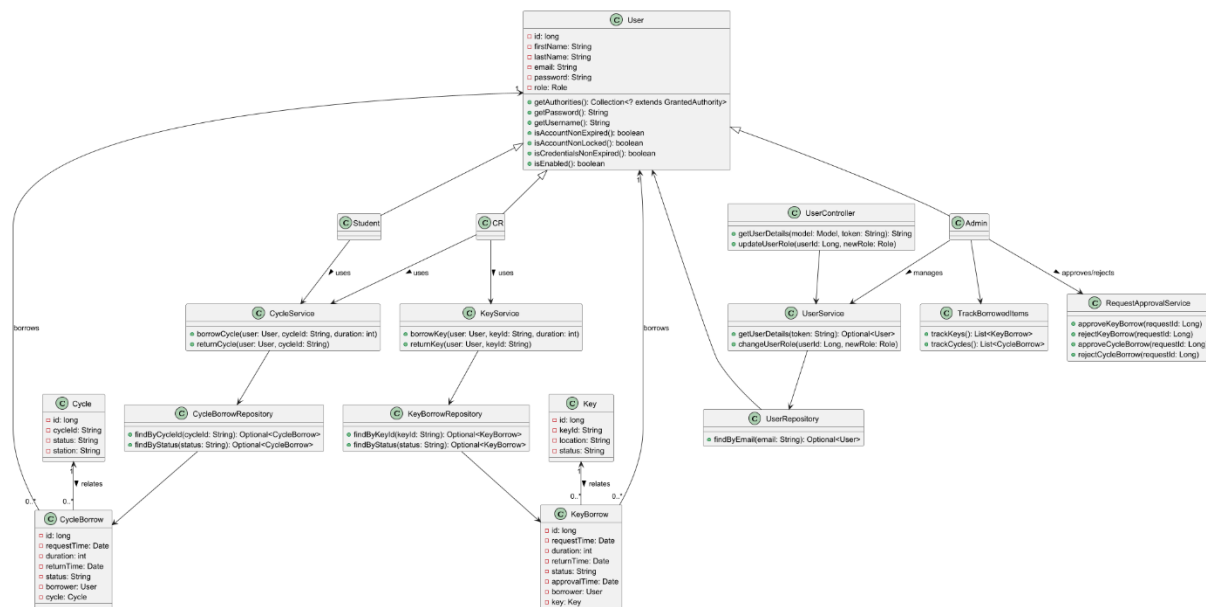 C User
id: long
firstName: String
lastName: String
email: String
password: String
role: Role
getAuthorities(): Collection<? extends GrantedAuthority>
getPassword(): String
getUsername(): String
isAccountNonExpired(): boolean
isAccountNonLocked(): boolean
isCredentialsNonExpired(): boolean
isEnabled(): boolean
1
1
C Student
C CR
C UserController
getUserDetails(model: Model, token: String): String
updateUserRole(userId: Long, newRole: Role)
C Admin
uses
uses
uses
manages
approves/rejects
borrows
borrows
C CycleService
borrowCycle(user: User, cycleId: String, duration: int)
returnCycle(user: User, cycleId: String)
C KeyService
borrowKey(user: User, keyId: String, duration: int)
returnKey(user: User, keyId: String)
C UserService
getUserDetails(token: String): Optional<User>
changeUserRole(userId: Long, newRole: Role)
C TrackBorrowedItems
trackKeys(): List<KeyBorrow>
trackCycles(): List<CycleBorrow>
C RequestApprovalService
approveKeyBorrow(requestId: Long)
rejectKeyBorrow(requestId: Long)
approveCycleBorrow(requestId: Long)
rejectCycleBorrow(requestId: Long)
C Cycle
id: long
cycleId: String
status: String
station: String
C CycleBorrowRepository
findByCycleId(cycleId: String): Optional<CycleBorrow>
findByStatus(status: String): Optional<CycleBorrow>
C KeyBorrowRepository
findByKeyId(keyId: String): Optional<KeyBorrow>
findByStatus(status: String): Optional<KeyBorrow>
C Key
id: long
keyId: String
location: String
status: String
C UserRepository
findByEmail(email: String): Optional<User>
1
relates
0..*
0..*
1
relates
0..*
0..*
C CycleBorrow
id: long
requestTime: Date
duration: int
returnTime: Date
status: String
borrower: User
cycle: Cycle
C KeyBorrow
id: long
requestTime: Date
duration: int
returnTime: Date
status: String
approvalTime: Date
borrower: User
key: Key